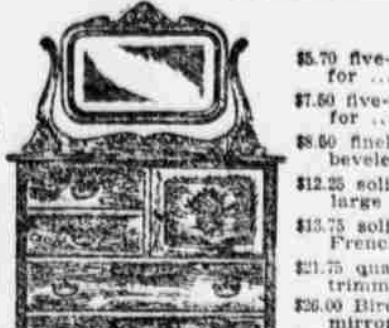 $5.70 five-
for ..
$7.50 five-
for ..
$8.50 finel
bevele
$12.25 soli
large
$13.75 soli
Frenc
$21.75 qua
trimm
$26.00 Bir
mirro